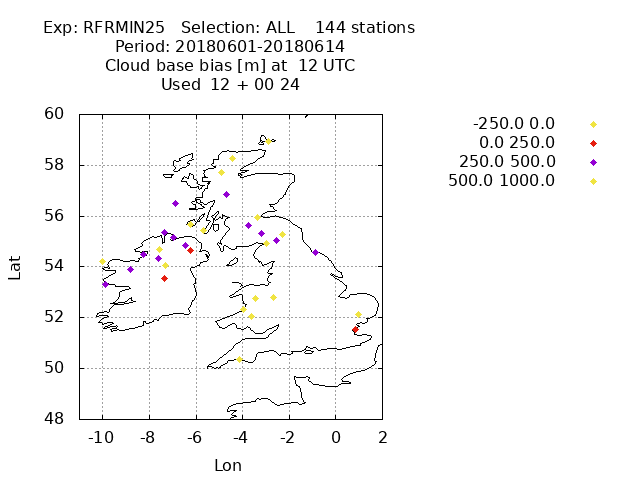 Exp: RFRMIN25 Selection: ALL 144 stations
Period: 20180601-20180614
Cloud base bias [m] at 12 UTC
Used 12 + 00 24
-250.0 0.0
0.0 250.0
250.0 500.0
500.0 1000.0
60
58
56
54
52
50
48
Lat
-10 -8 -6 -4 -2 0 2
Lon